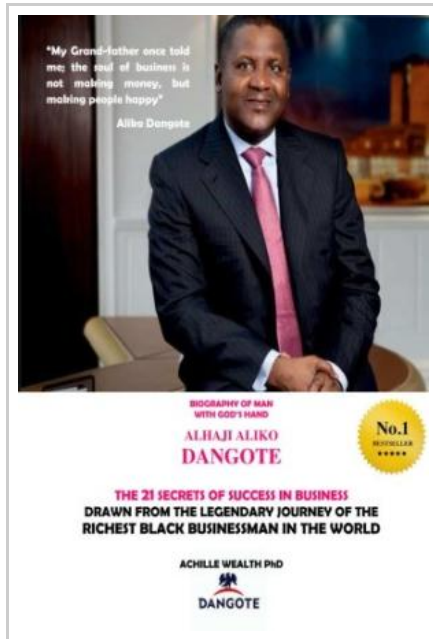 "My Grand-father once told
me; the soul of business is
not making money, but
making people happy"
Aliko Dangote
BIOGRAPHY OF MAN
WITH GOD'S HAND
ALHAJI ALIKO
DANGOTE
No.1
BESTSELLER
THE 21 SECRETS OF SUCCESS IN BUSINESS
DRAWN FROM THE LEGENDARY JOURNEY OF THE
RICHEST BLACK BUSINESSMAN IN THE WORLD
ACHILLE WEALTH PhD
DANGOTE